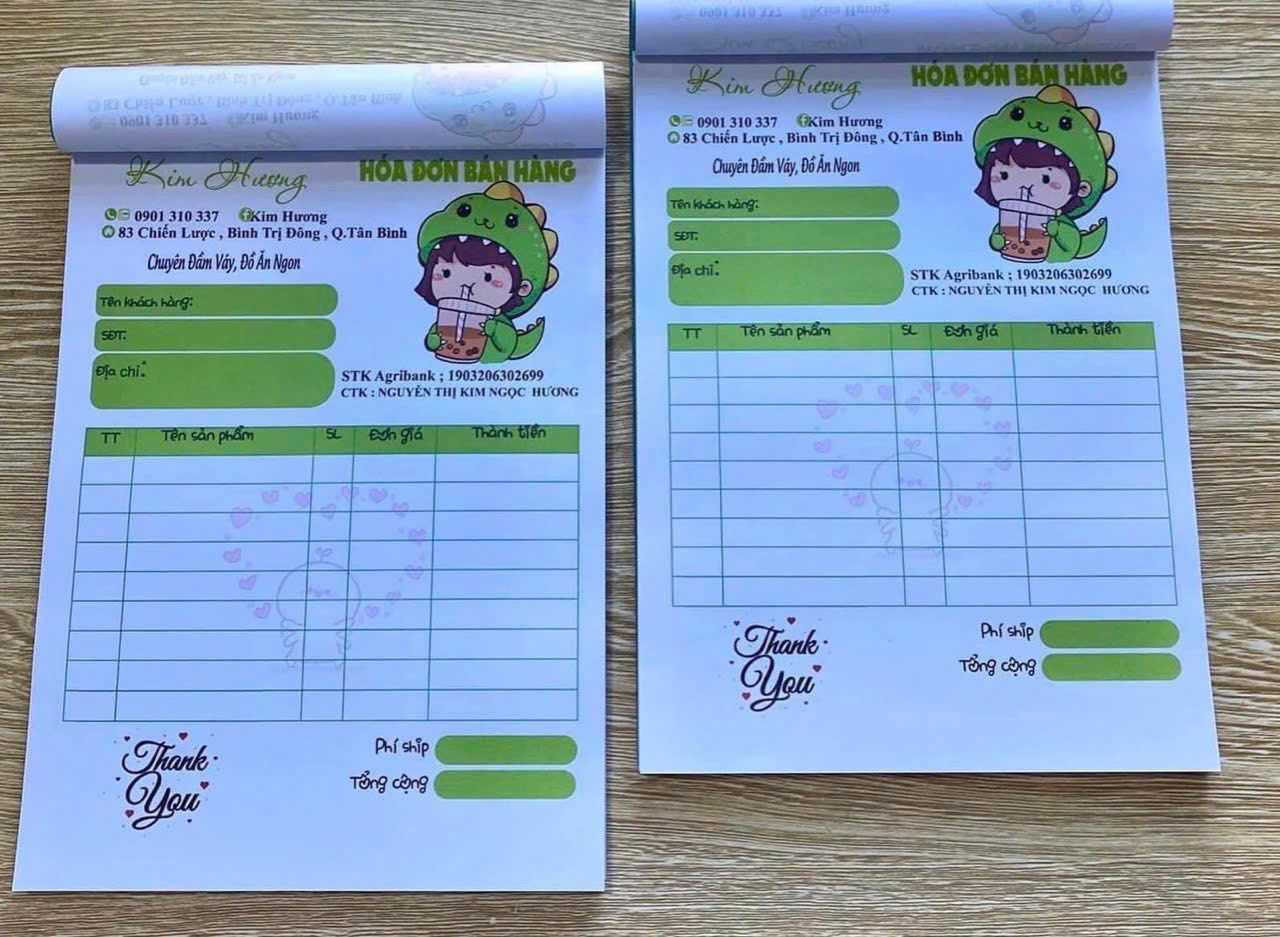 Kim Hương
HÓA ĐƠN BÁN HÀNG
0901 310 337 Kim Hương
83 Chiến Lược , Bình Trị Đông , Q.Tân Bình
Chuyên Đầm Váy, Đồ Ăn Ngon
Tên khách hàng:
SĐT:
Địa chỉ:
STK Agribank ; 1903206302699
CTK : NGUYỄN THỊ KIM NGỌC HƯƠNG
TT Tên sản phẩm SL Đơn giá Thành tiền
Thank
You
Phí ship
Tổng cộng
0901 310 337 Kim Hương
Kim Hương
HÓA ĐƠN BÁN HÀNG
0901 310 337 Kim Hương
83 Chiến Lược , Bình Trị Đông , Q.Tân Bình
Chuyên Đầm Váy, Đồ Ăn Ngon
Tên khách hàng:
SĐT:
Địa chỉ:
STK Agribank ; 1903206302699
CTK : NGUYỄN THỊ KIM NGỌC HƯƠNG
TT Tên sản phẩm SL Đơn giá Thành tiền
Thank
You
Phí ship
Tổng cộng